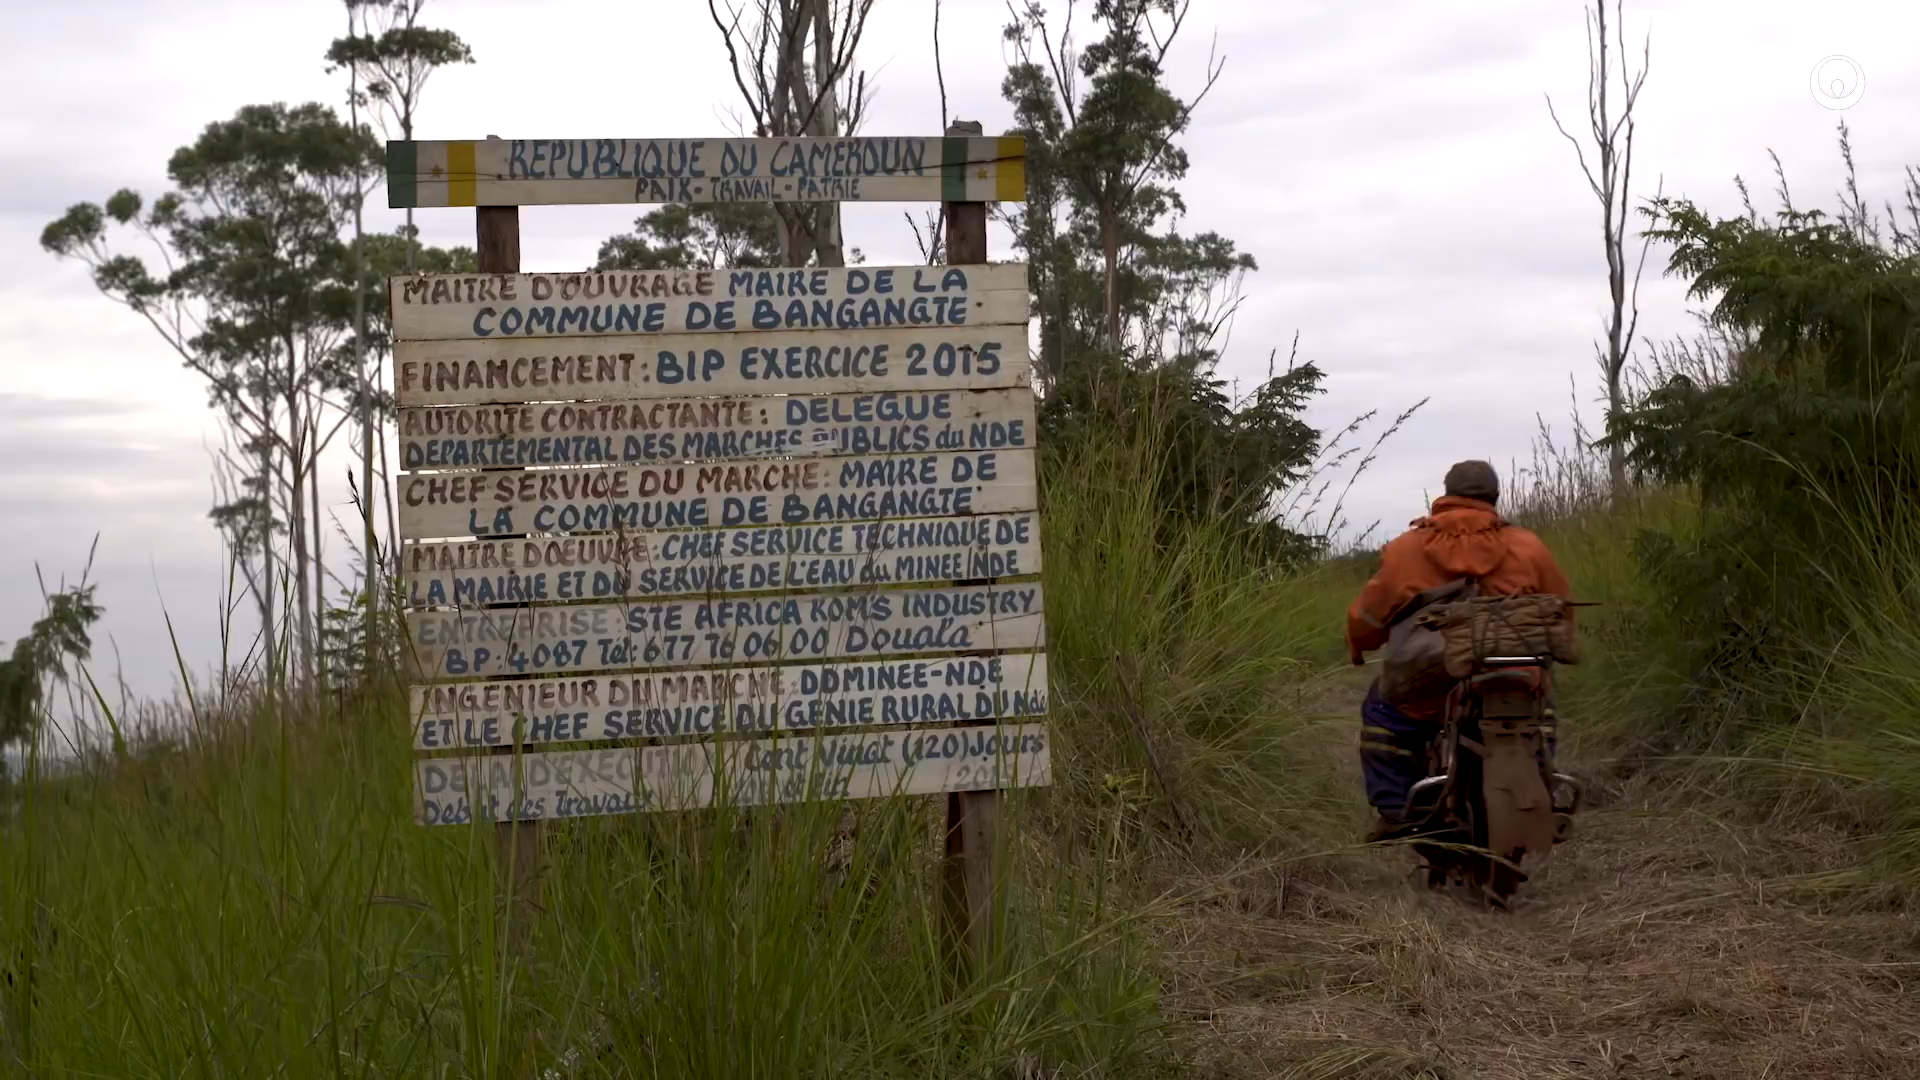 REPUBLIQUE DU CAMEROUN
PAIX - TRAVAIL - PATRIE
MAITRE D'OUVRAGE MAIRE DE LA
COMMUNE DE BANGANGTE
FINANCEMENT: BIP EXERCICE 2015
AUTORITE CONTRACTANTE: DELEGUE
DEPARTEMENTAL DES MARCHES PUBLICS du NDE
CHEF SERVICE DU MARCHE: MAIRE DE
LA COMMUNE DE BANGANGTE
MAITRE D'OEUVRE: CHEF SERVICE TECHNIQUE DE
LA MAIRIE ET DU SERVICE DE L'EAU du MINEE/NDE
ENTREPRISE: STE AFRICA KOM'S INDUSTRY
BP: 4087 Tel: 677 76 06 00 Douala
INGENIEUR DU MARCHE: DDMINEE-NDE
ET LE CHEF SERVICE DU GENIE RURAL DU Nde
DELAI D'EXECUTION Cent Vingt (120) Jours
Debut des Travaux